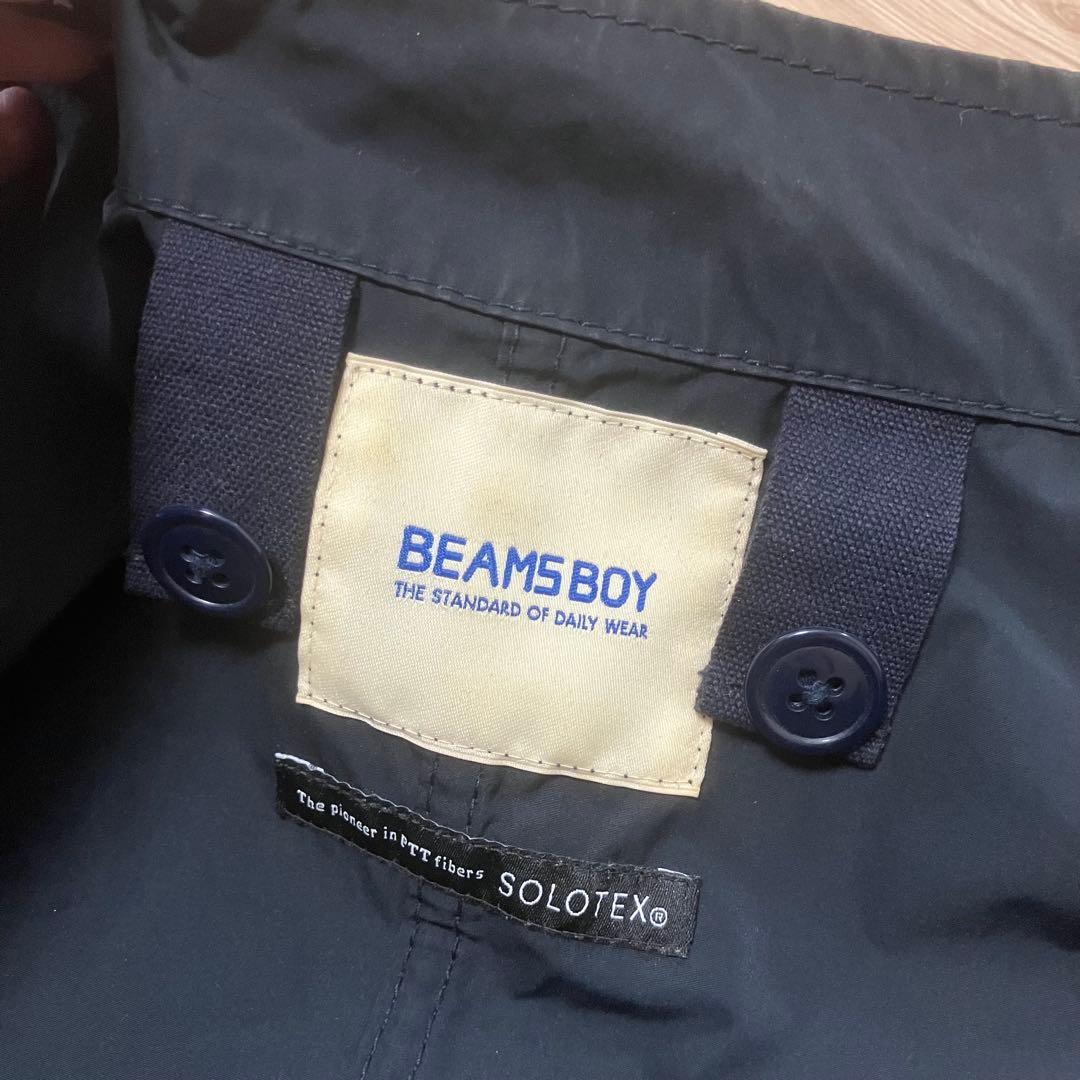 BEAMS BOY
THE STANDARD OF DAILY WEAR
The pioneer in PTT fibers SOLOTEX®